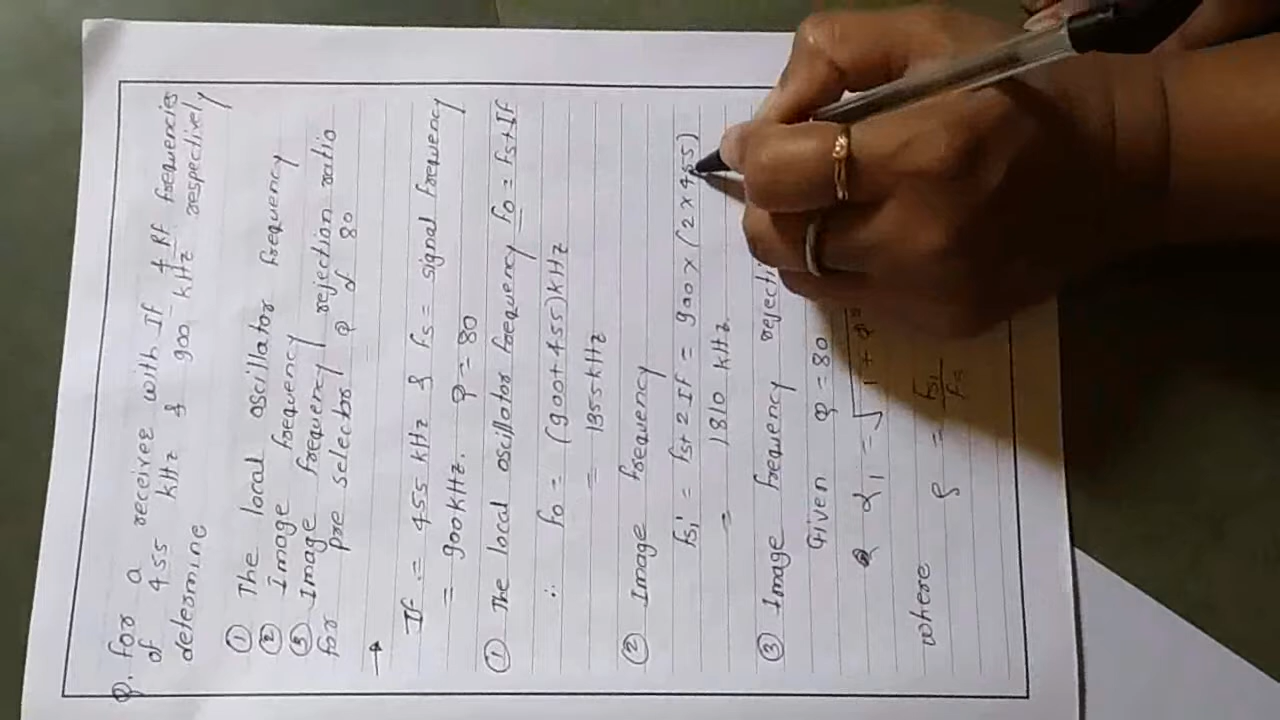 Q. For a receiver with IF & RF frequencies
of 455 kHz & 900 kHz respectively
determine
① The local oscillator frequency
② Image frequency
③ Image frequency rejection ratio
for pre selector Q of 80
→
IF = 455 kHz & fs = signal frequency
= 900 kHz. Q = 80
① The local oscillator frequency fo = fs + IF
∴ fo = (900 + 455) kHz
= 1355 kHz
② Image frequency
fsi = fs + 2 IF = 900 x (2 x 455)
= 1810 kHz.
③ Image frequency
Given Q = 80
α1 = √1 +
where ρ = fsi